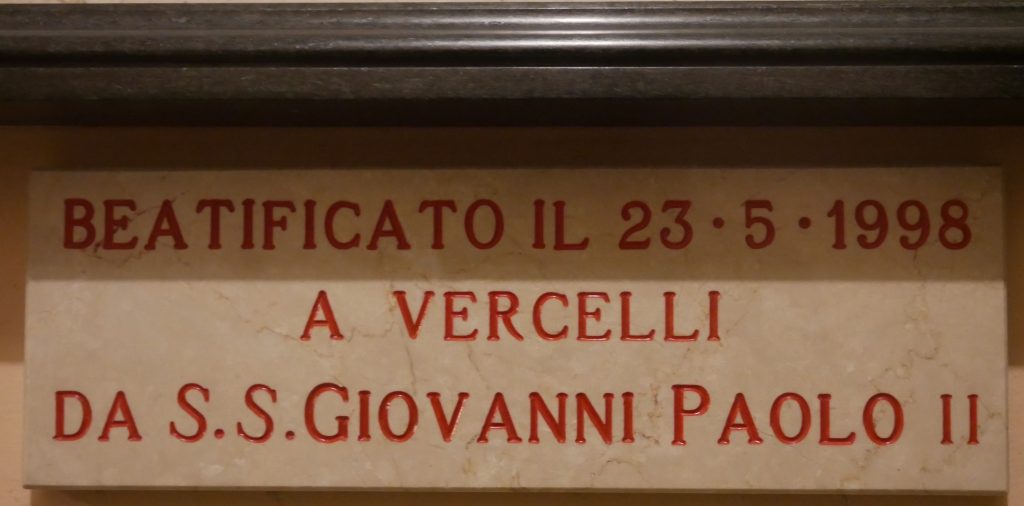 BEATIFICATO IL 23·5·1998
A VERCELLI
DA S.S. GIOVANNI PAOLO II